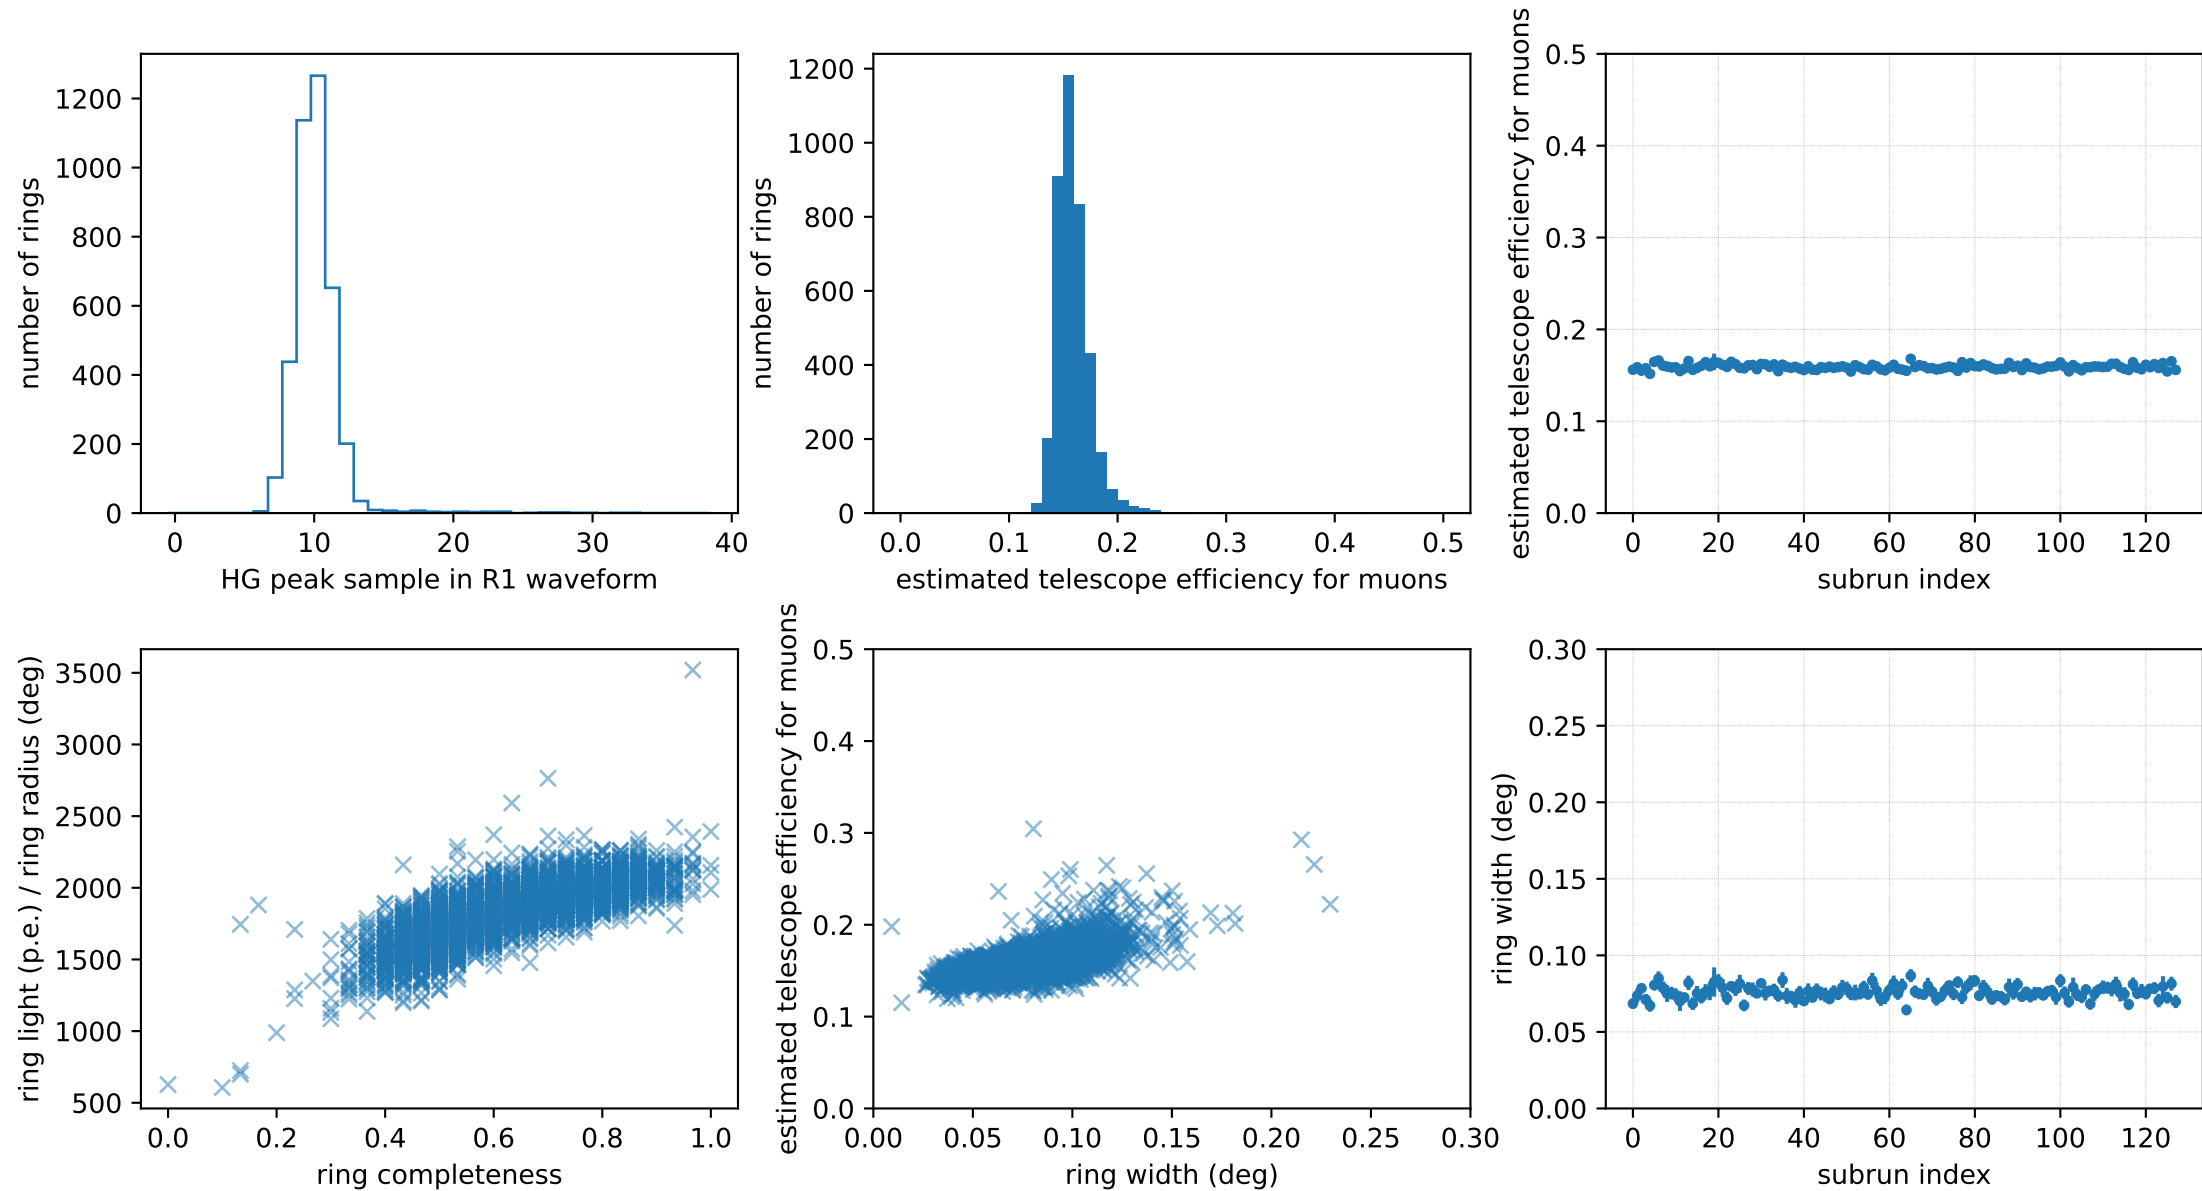 number of rings
1200
1000
800
600
400
200
0
0 10 20 30 40
HG peak sample in R1 waveform
number of rings
1200
1000
800
600
400
200
0
0.0 0.1 0.2 0.3 0.4 0.5
estimated telescope efficiency for muons
estimated telescope efficiency for muons
0.5
0.4
0.3
0.2
0.1
0.0
0 20 40 60 80 100 120
subrun index
ring light (p.e.) / ring radius (deg)
3500
3000
2500
2000
1500
1000
500
0.0 0.2 0.4 0.6 0.8 1.0
ring completeness
estimated telescope efficiency for muons
0.5
0.4
0.3
0.2
0.1
0.0
0.00 0.05 0.10 0.15 0.20 0.25 0.30
ring width (deg)
ring width (deg)
0.30
0.25
0.20
0.15
0.10
0.05
0.00
0 20 40 60 80 100 120
subrun index